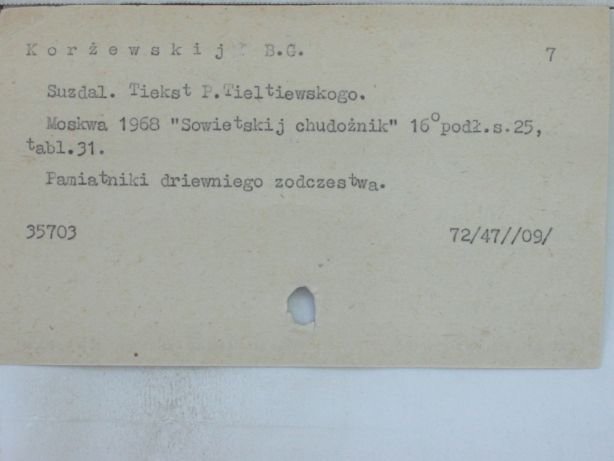 Korżewskij B.G. 7
Suzdal. Tiekst P.Tieltiewskogo.
Moskwa 1968 "Sowietskij chudożnik" 16°podł.s.25,
tabl.31.
Pamiatniki driewniego zodczestwa.
35703 72/47//09/